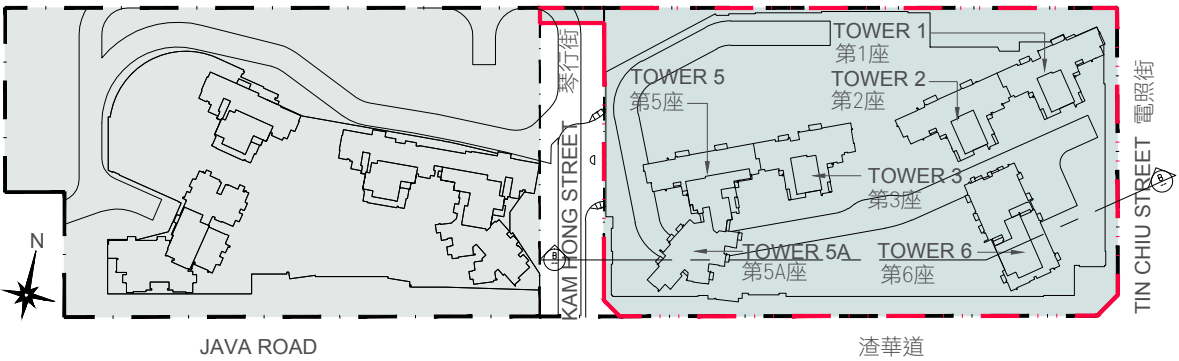 TOWER 1
第1座
TOWER 2
第2座
TOWER 5
第5座
TOWER 3
第3座
TOWER 5A
第5A座
TOWER 6
第6座
KAM HONG STREET 琴行街
TIN CHIU STREET 電照街
B
B
N
JAVA ROAD
渣華道